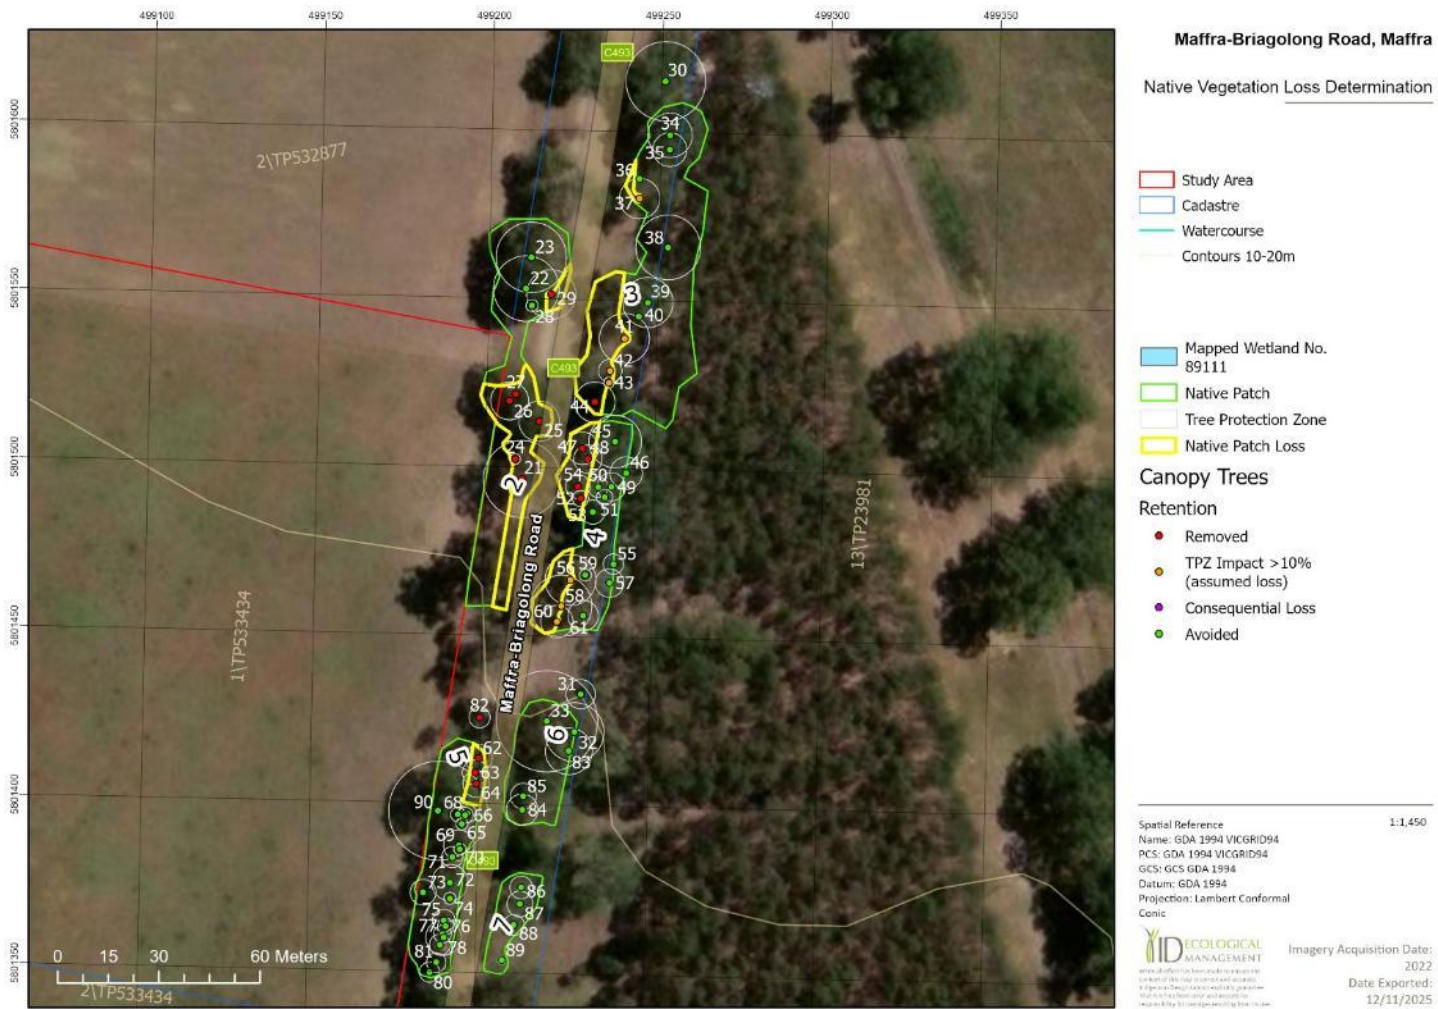 499100
499150
499200
499250
499300
499350
5801600
5801550
5801500
5801450
5801400
5801350
C493
30
34
35
36
37
2\TP532877
38
23
22
29
28
3
39
40
41
C493
42
43
27
26
25
44
45
47
48
46
24
21
2
54
50
49
52
53
51
4
13\TP23981
Maffra-Briagolong Road
56
59
55
57
58
60
61
1\TP533434
31
82
33
6
32
83
5
62
63
64
85
84
90
68
66
65
69
70
C493
71
73
72
75
74
77
76
78
81
80
86
87
7
88
89
0 15 30 60 Meters
2\TP533434
Maffra-Briagolong Road, Maffra
Native Vegetation Loss Determination
Study Area
Cadastre
Watercourse
Contours 10-20m
Mapped Wetland No.
89111
Native Patch
Tree Protection Zone
Native Patch Loss
Canopy Trees
Retention
Removed
TPZ Impact >10%
(assumed loss)
Consequential Loss
Avoided
Spatial Reference
1:1,450
Name: GDA 1994 VICGRID94
PCS: GDA 1994 VICGRID94
GCS: GCS GDA 1994
Datum: GDA 1994
Projection: Lambert Conformal
Conic
ID ECOLOGICAL
MANAGEMENT
Imagery Acquisition Date:
2022
Date Exported:
12/11/2025